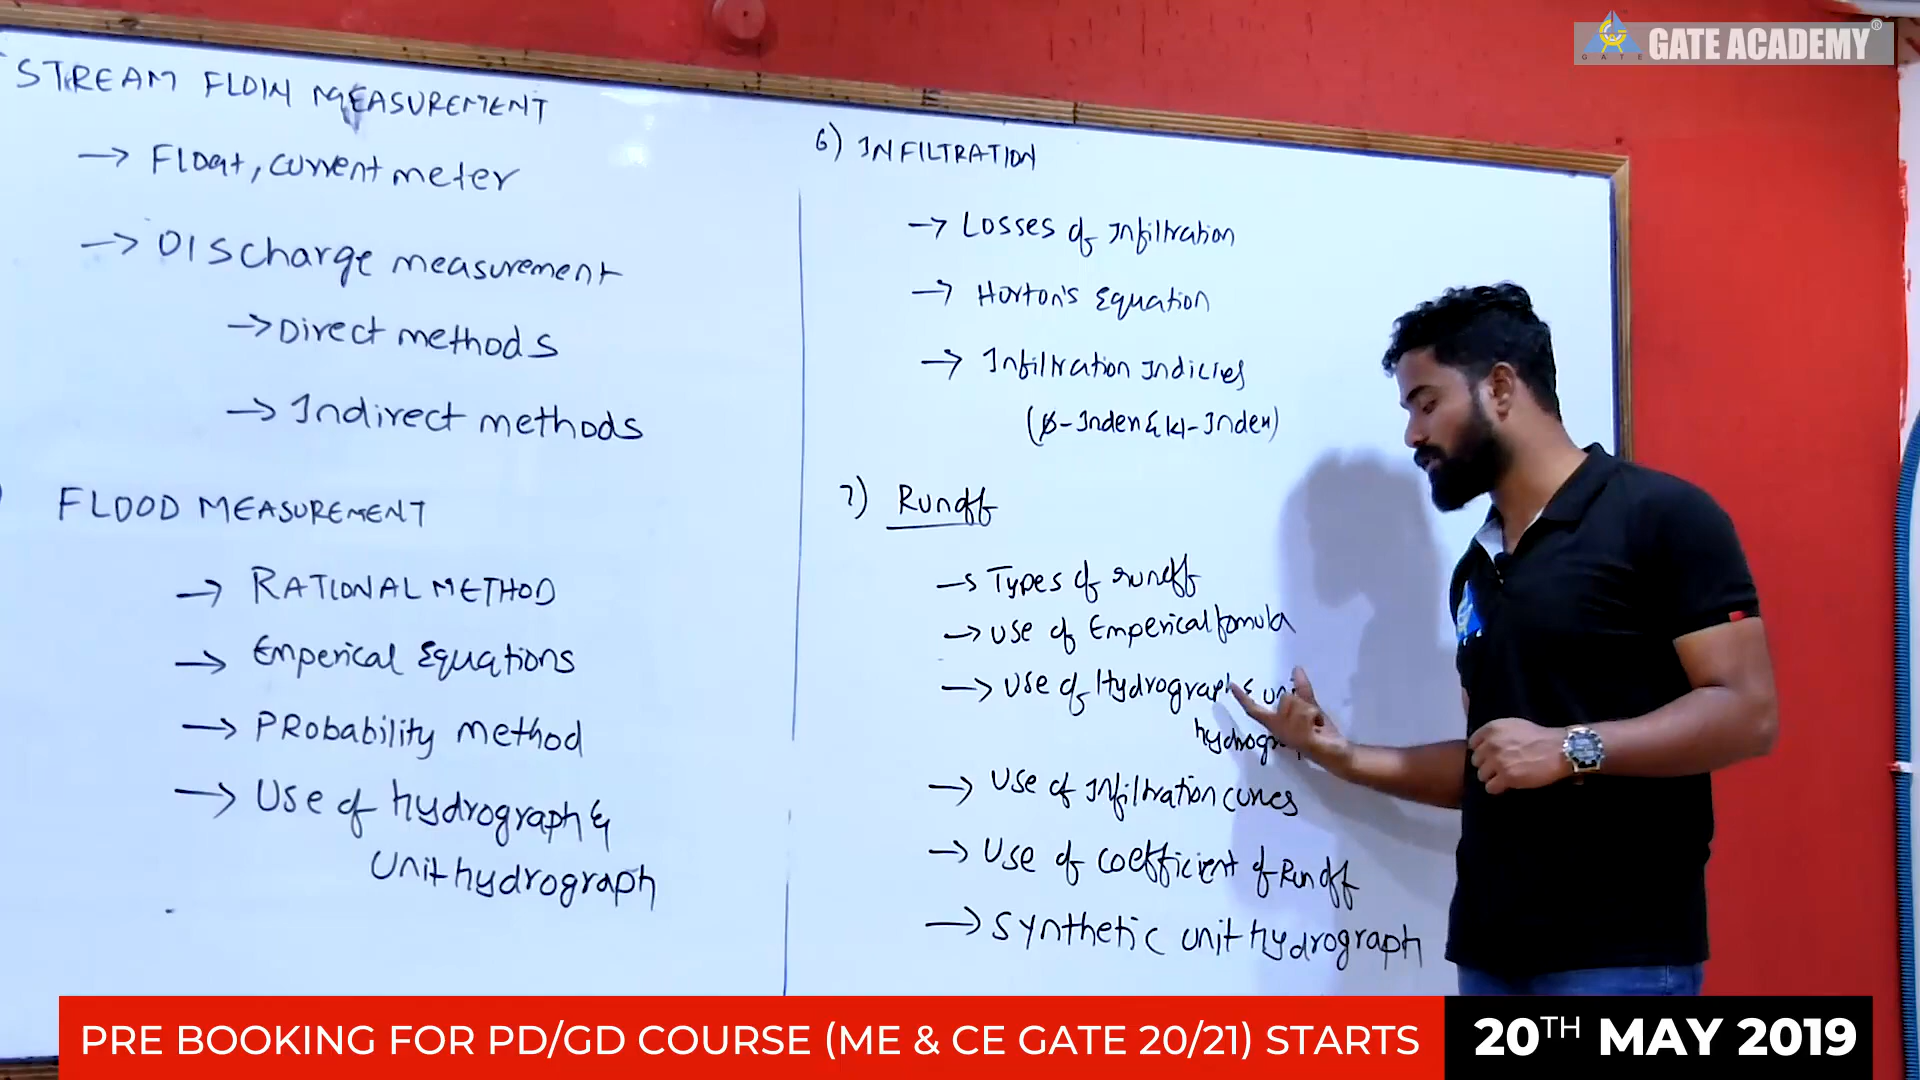 STREAM FLOW MEASUREMENT
→ Float, current meter
→ Discharge measurement
→ Direct methods
→ Indirect methods
FLOOD MEASUREMENT
→ RATIONAL METHOD
→ Emperical Equations
→ PRobability method
→ Use of hydrograph &
Unit hydrograph
6) INFILTRATION
→ Losses of Infiltration
→ Horton's Equation
→ Infiltration Indicies
(φ-Index & W-Index)
7) Runoff
→ Types of runoff
→ Use of Emperical fomula
→ Use of Hydrograph &
→ Use of Infiltration curves
→ Use of coefficient of Runoff
→ Synthetic unit hydrograph
GATE ACADEMY
GATE
PRE BOOKING FOR PD/GD COURSE (ME & CE GATE 20/21) STARTS
20TH MAY 2019